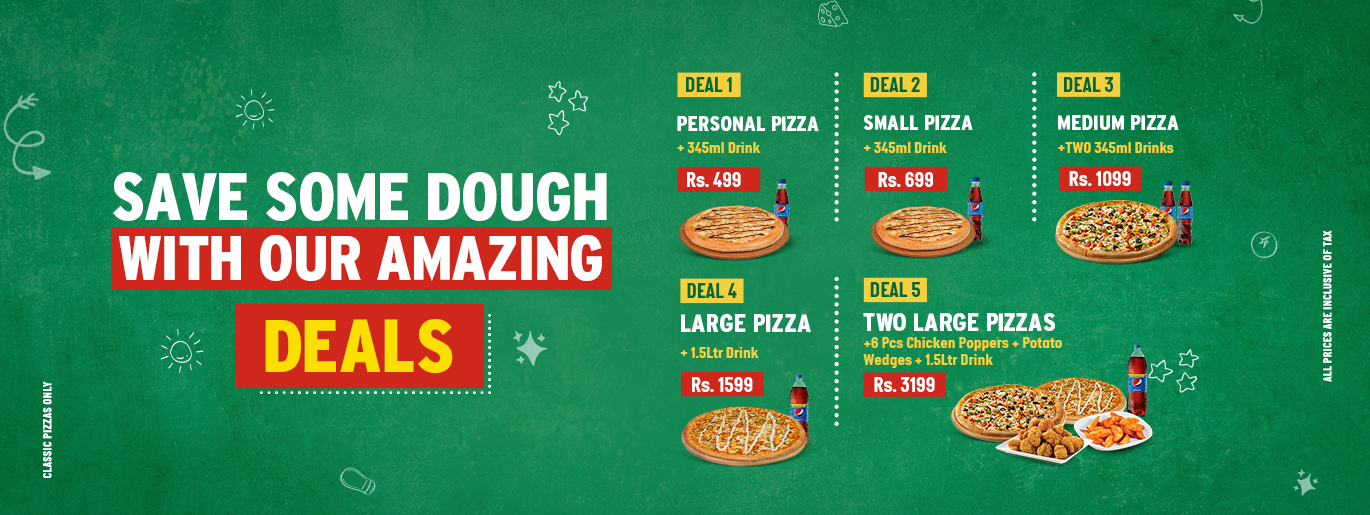 SAVE SOME DOUGH
WITH OUR AMAZING
DEALS
CLASSIC PIZZAS ONLY
DEAL 1
PERSONAL PIZZA
+ 345ml Drink
Rs. 499
DEAL 2
SMALL PIZZA
+ 345ml Drink
Rs. 699
DEAL 3
MEDIUM PIZZA
+TWO 345ml Drinks
Rs. 1099
DEAL 4
LARGE PIZZA
+ 1.5Ltr Drink
Rs. 1599
DEAL 5
TWO LARGE PIZZAS
+6 Pcs Chicken Poppers + Potato
Wedges + 1.5Ltr Drink
Rs. 3199
ALL PRICES ARE INCLUSIVE OF TAX